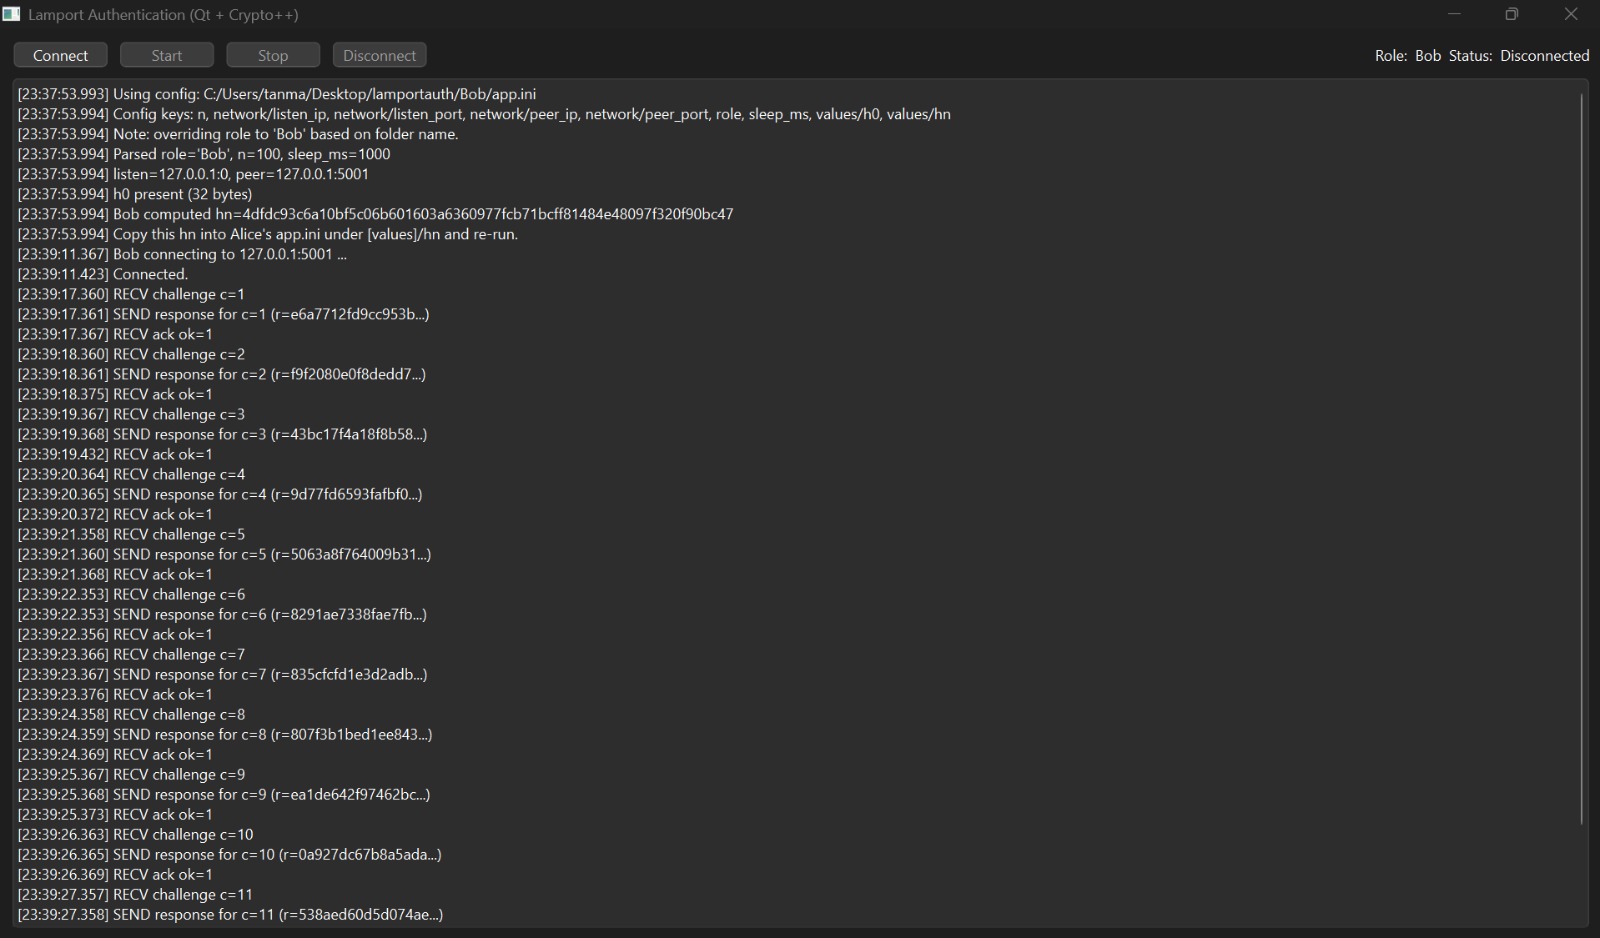 Lamport Authentication (Qt + Crypto++)
Connect Start Stop Disconnect Role: Bob Status: Disconnected
[23:37:53.993] Using config: C:/Users/tanma/Desktop/lamportauth/Bob/app.ini
[23:37:53.994] Config keys: n, network/listen_ip, network/listen_port, network/peer_ip, network/peer_port, role, sleep_ms, values/h0, values/hn
[23:37:53.994] Note: overriding role to 'Bob' based on folder name.
[23:37:53.994] Parsed role='Bob', n=100, sleep_ms=1000
[23:37:53.994] listen=127.0.0.1:0, peer=127.0.0.1:5001
[23:37:53.994] h0 present (32 bytes)
[23:37:53.994] Bob computed hn=4dfdc93c6a10bf5c06b601603a6360977fcb71bcff81484e48097f320f90bc47
[23:37:53.994] Copy this hn into Alice's app.ini under [values]/hn and re-run.
[23:39:11.367] Bob connecting to 127.0.0.1:5001 ...
[23:39:11.423] Connected.
[23:39:17.360] RECV challenge c=1
[23:39:17.361] SEND response for c=1 (r=e6a7712fd9cc953b...)
[23:39:17.367] RECV ack ok=1
[23:39:18.360] RECV challenge c=2
[23:39:18.361] SEND response for c=2 (r=f9f2080e0f8dedd7...)
[23:39:18.375] RECV ack ok=1
[23:39:19.367] RECV challenge c=3
[23:39:19.368] SEND response for c=3 (r=43bc17f4a18f8b58...)
[23:39:19.432] RECV ack ok=1
[23:39:20.364] RECV challenge c=4
[23:39:20.365] SEND response for c=4 (r=9d77fd6593fafbf0...)
[23:39:20.372] RECV ack ok=1
[23:39:21.358] RECV challenge c=5
[23:39:21.360] SEND response for c=5 (r=5063a8f764009b31...)
[23:39:21.368] RECV ack ok=1
[23:39:22.353] RECV challenge c=6
[23:39:22.353] SEND response for c=6 (r=8291ae7338fae7fb...)
[23:39:22.356] RECV ack ok=1
[23:39:23.366] RECV challenge c=7
[23:39:23.367] SEND response for c=7 (r=835cfcfd1e3d2adb...)
[23:39:23.376] RECV ack ok=1
[23:39:24.358] RECV challenge c=8
[23:39:24.359] SEND response for c=8 (r=807f3b1bed1ee843...)
[23:39:24.369] RECV ack ok=1
[23:39:25.367] RECV challenge c=9
[23:39:25.368] SEND response for c=9 (r=ea1de642f97462bc...)
[23:39:25.373] RECV ack ok=1
[23:39:26.363] RECV challenge c=10
[23:39:26.365] SEND response for c=10 (r=0a927dc67b8a5ada...)
[23:39:26.369] RECV ack ok=1
[23:39:27.357] RECV challenge c=11
[23:39:27.358] SEND response for c=11 (r=538aed60d5d074ae...)